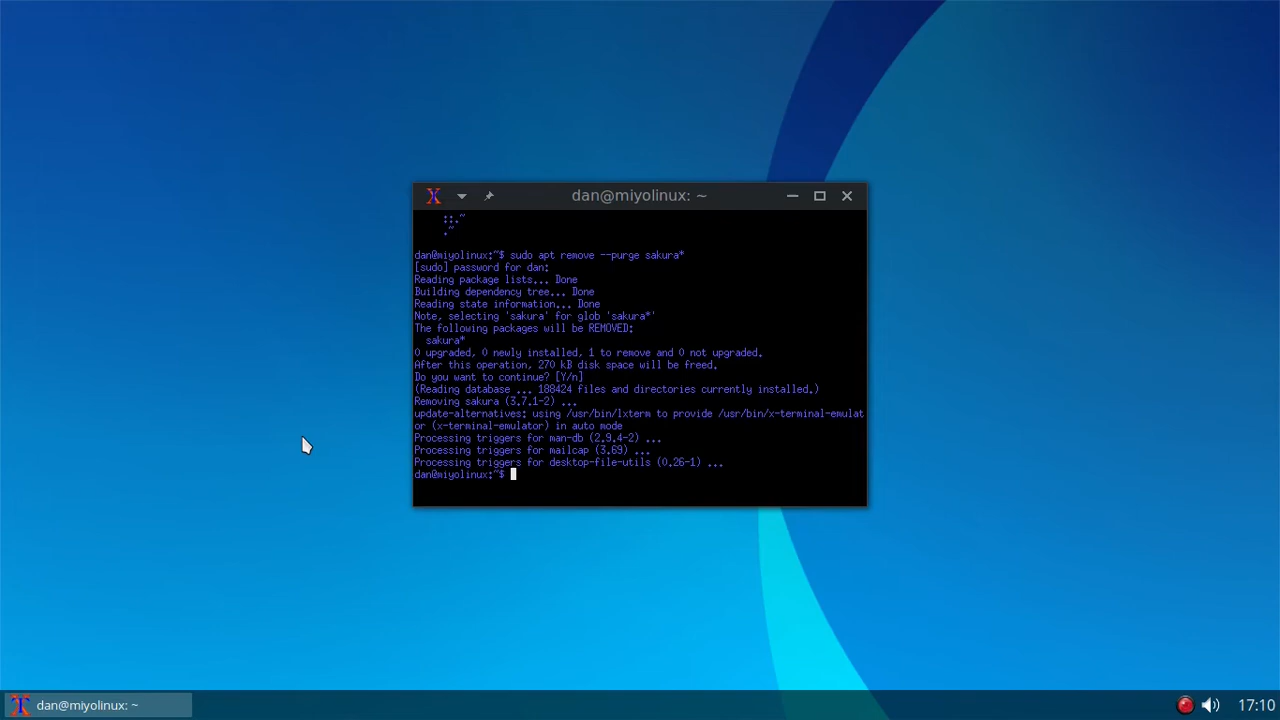 dan@miyolinux: ~
::.~
.~
dan@miyolinux:~$ sudo apt remove --purge sakura*
[sudo] password for dan:
Reading package lists... Done
Building dependency tree... Done
Reading state information... Done
Note, selecting 'sakura' for glob 'sakura*'
The following packages will be REMOVED:
sakura*
0 upgraded, 0 newly installed, 1 to remove and 0 not upgraded.
After this operation, 270 kB disk space will be freed.
Do you want to continue? [Y/n]
(Reading database ... 188424 files and directories currently installed.)
Removing sakura (3.7.1-2) ...
update-alternatives: using /usr/bin/lxterm to provide /usr/bin/x-terminal-emulat
or (x-terminal-emulator) in auto mode
Processing triggers for man-db (2.9.4-2) ...
Processing triggers for mailcap (3.69) ...
Processing triggers for desktop-file-utils (0.26-1) ...
dan@miyolinux:~$
dan@miyolinux: ~
17:10